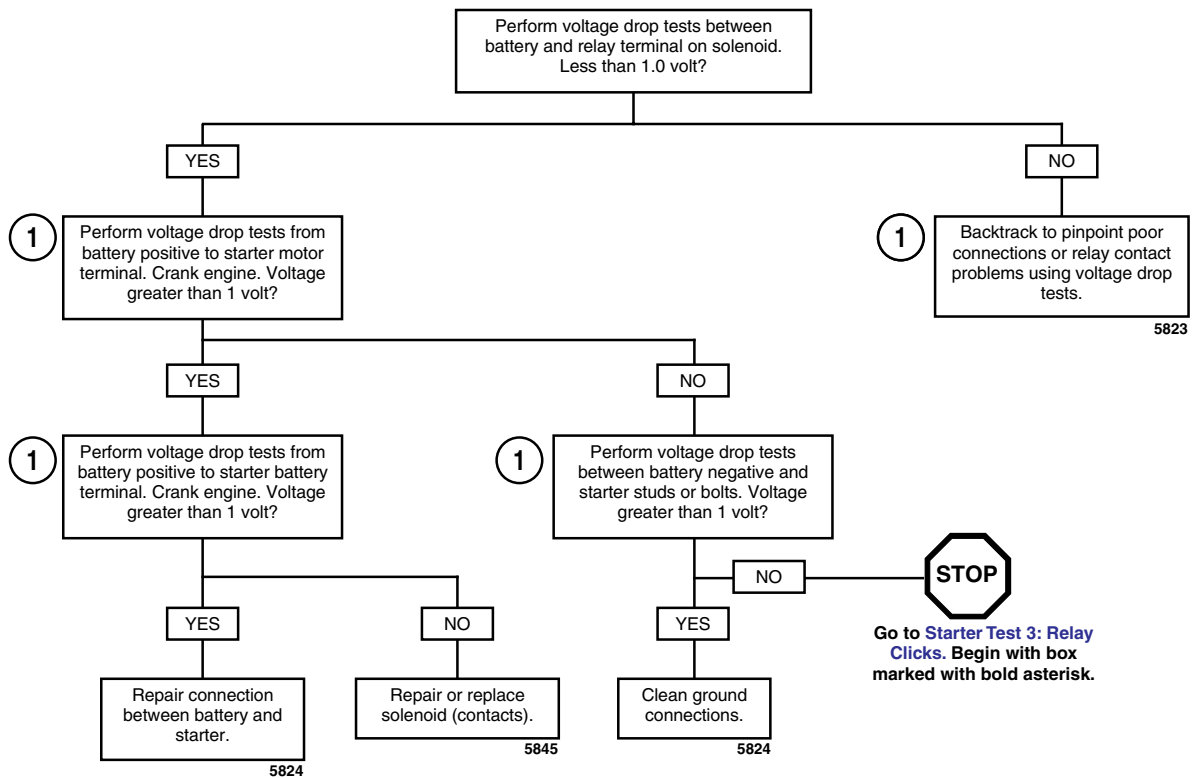 Perform voltage drop tests between
battery and relay terminal on solenoid.
Less than 1.0 volt?
YES
NO
1
Perform voltage drop tests from
battery positive to starter motor
terminal. Crank engine. Voltage
greater than 1 volt?
1
Backtrack to pinpoint poor
connections or relay contact
problems using voltage drop
tests.
5823
YES
NO
1
Perform voltage drop tests from
battery positive to starter battery
terminal. Crank engine. Voltage
greater than 1 volt?
1
Perform voltage drop tests
between battery negative and
starter studs or bolts. Voltage
greater than 1 volt?
NO
STOP
Go to Starter Test 3: Relay
Clicks. Begin with box
marked with bold asterisk.
YES
NO
YES
Repair connection
between battery and
starter.
5824
Repair or replace
solenoid (contacts).
5845
Clean ground
connections.
5824